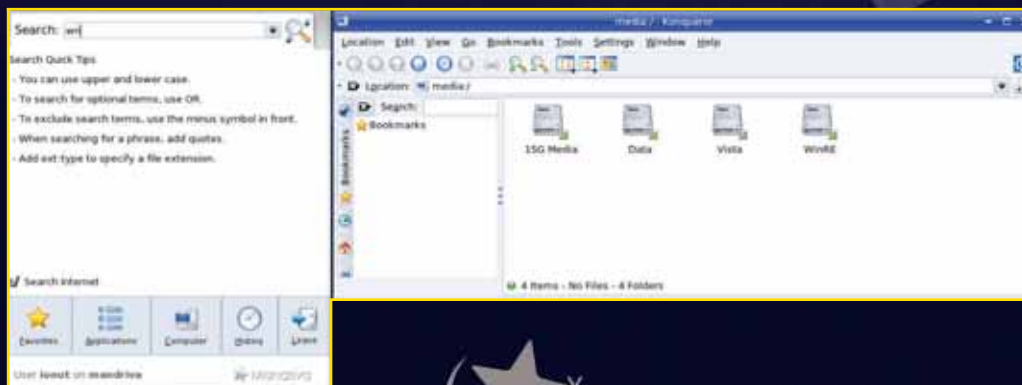 Search: wri
Search Quick Tips
- You can use upper and lower case.
- To search for optional terms, use OR.
- To exclude search terms, use the minus symbol in front.
- When searching for a phrase, add quotes.
- Add ext:type to specify a file extension.
Search Internet
Favorites Applications Computer History Leave
User ionut on mandriva
Mandriva
media:/ - Konqueror
Location Edit View Go Bookmarks Tools Settings Window Help
Location: media:/
Search:
Bookmarks
Bookmarks
15G Media Data Vista WinRE
4 Items - No Files - 4 Folders